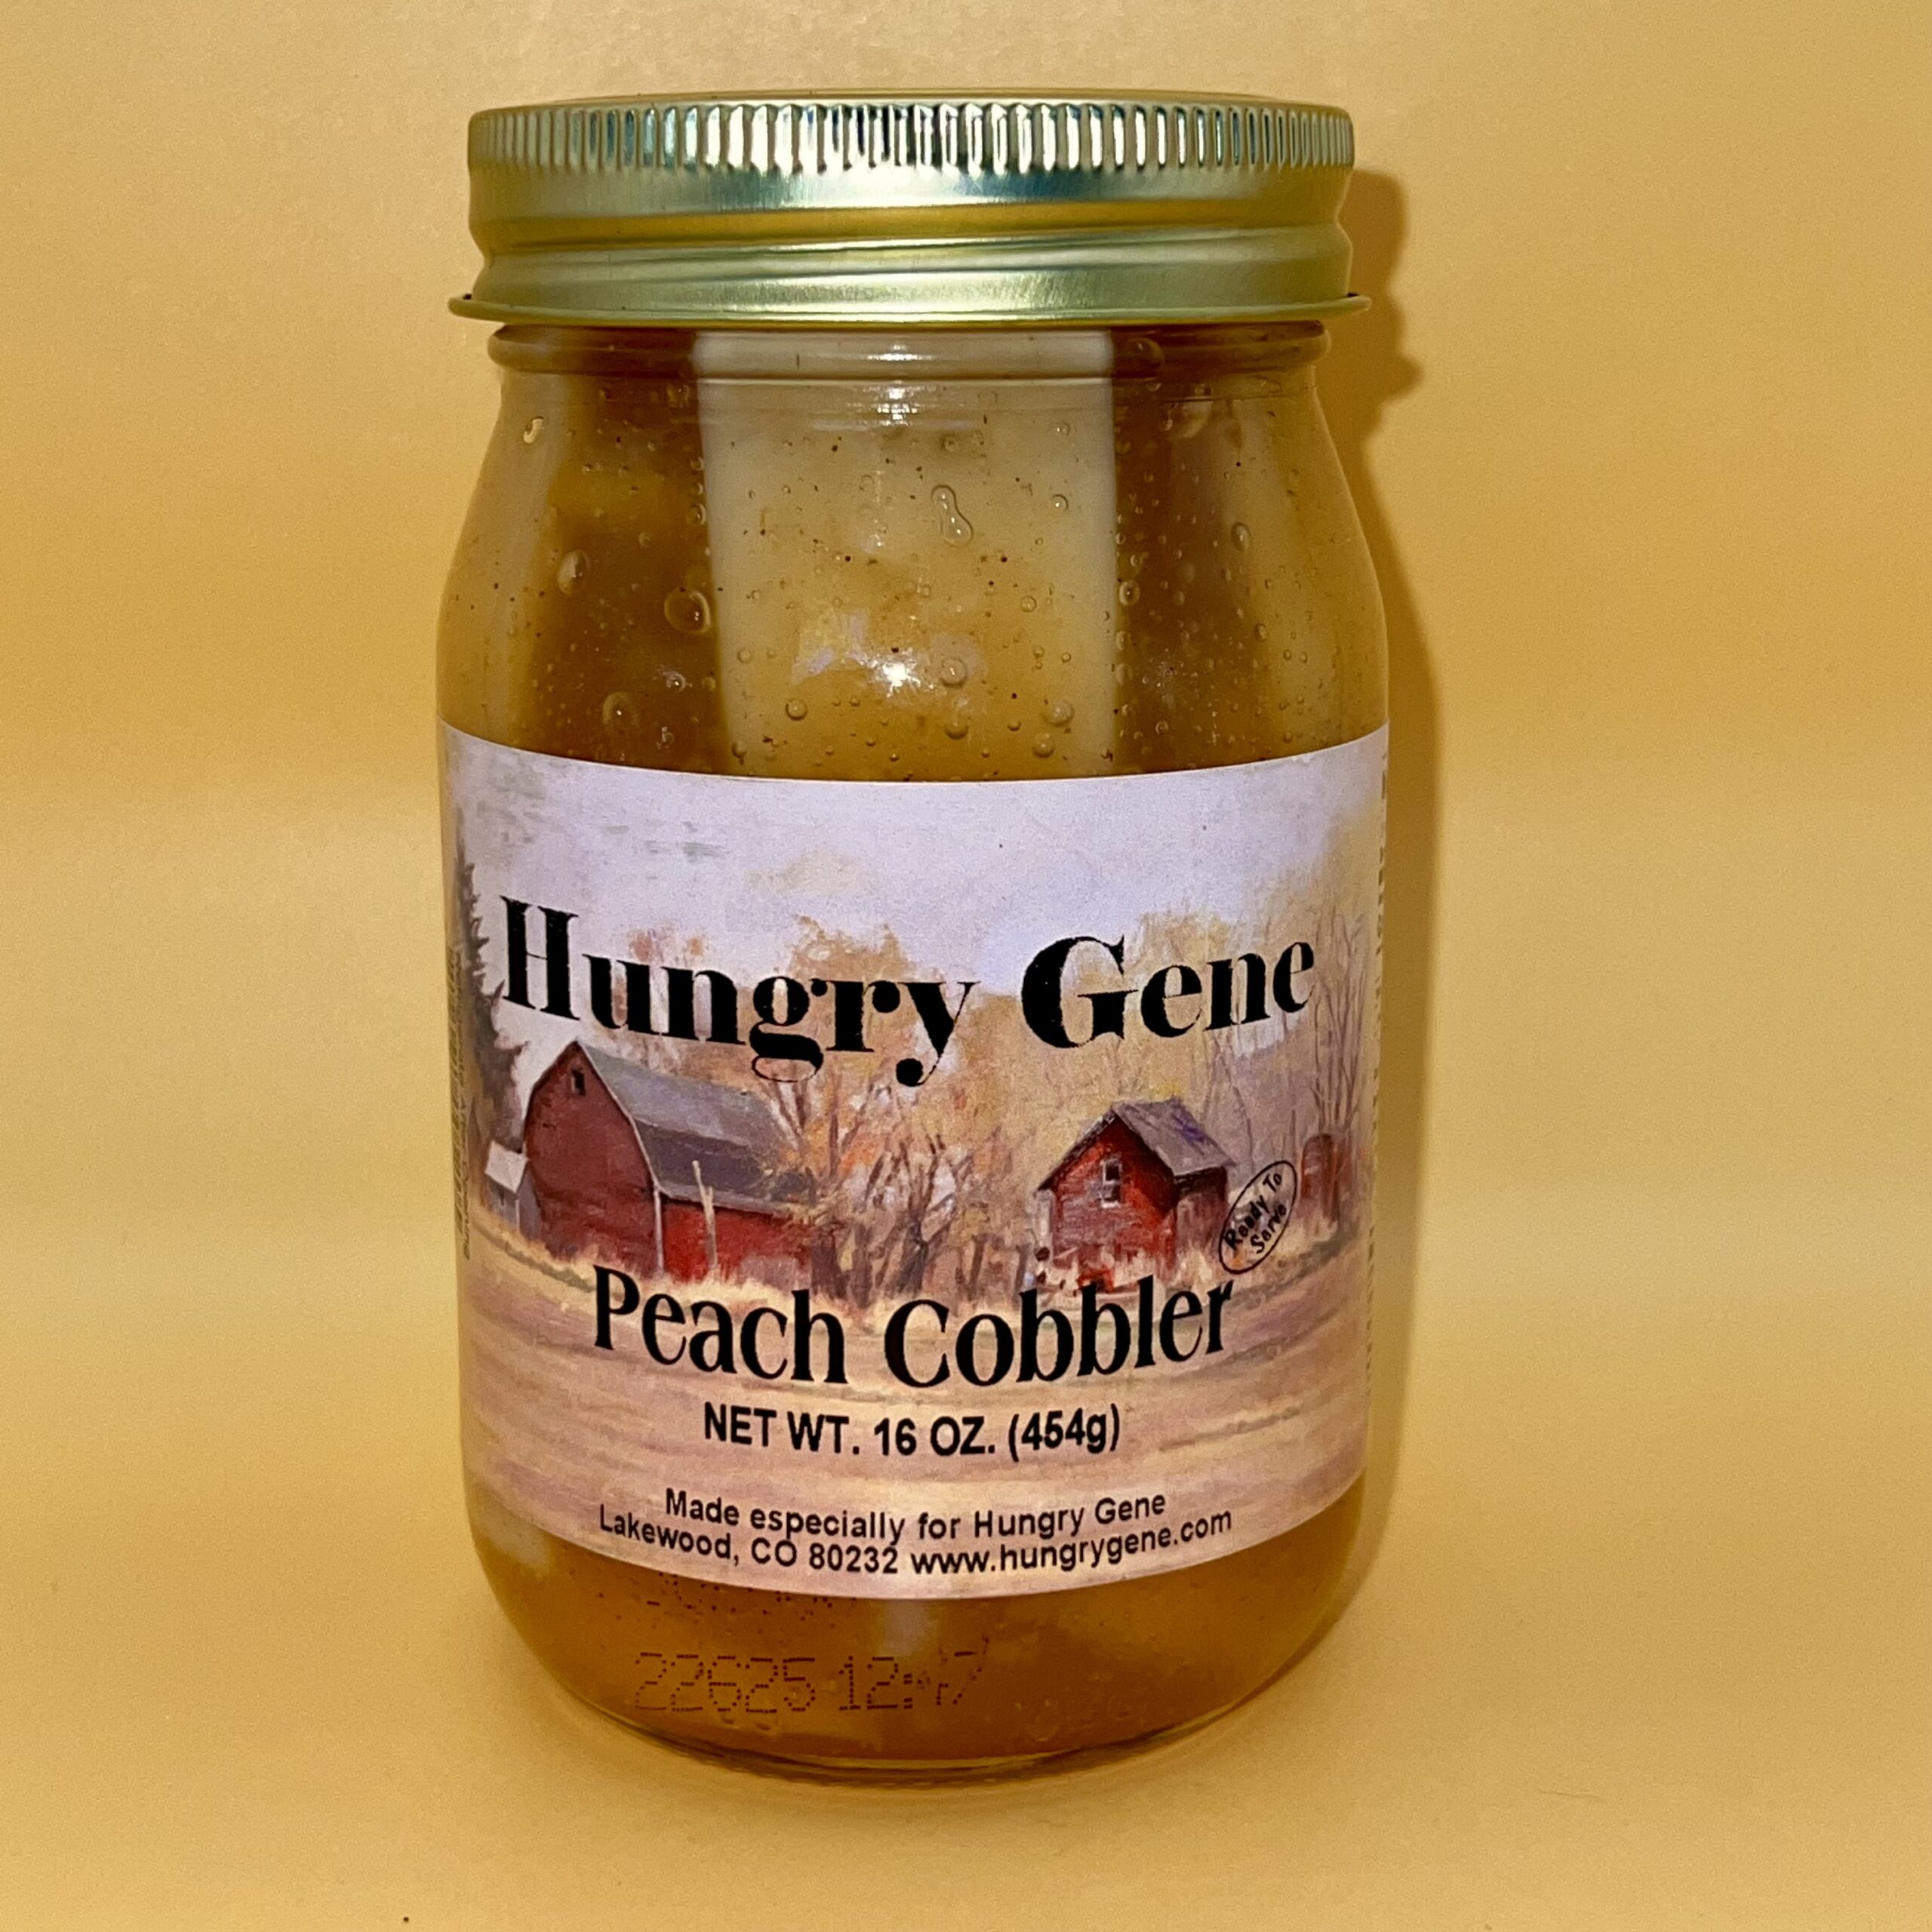 Hungry Gene
Ready To
Serve
Peach Cobbler
NET WT. 16 OZ. (454g)
Made especially for Hungry Gene
Lakewood, CO 80232 www.hungrygene.com
22625